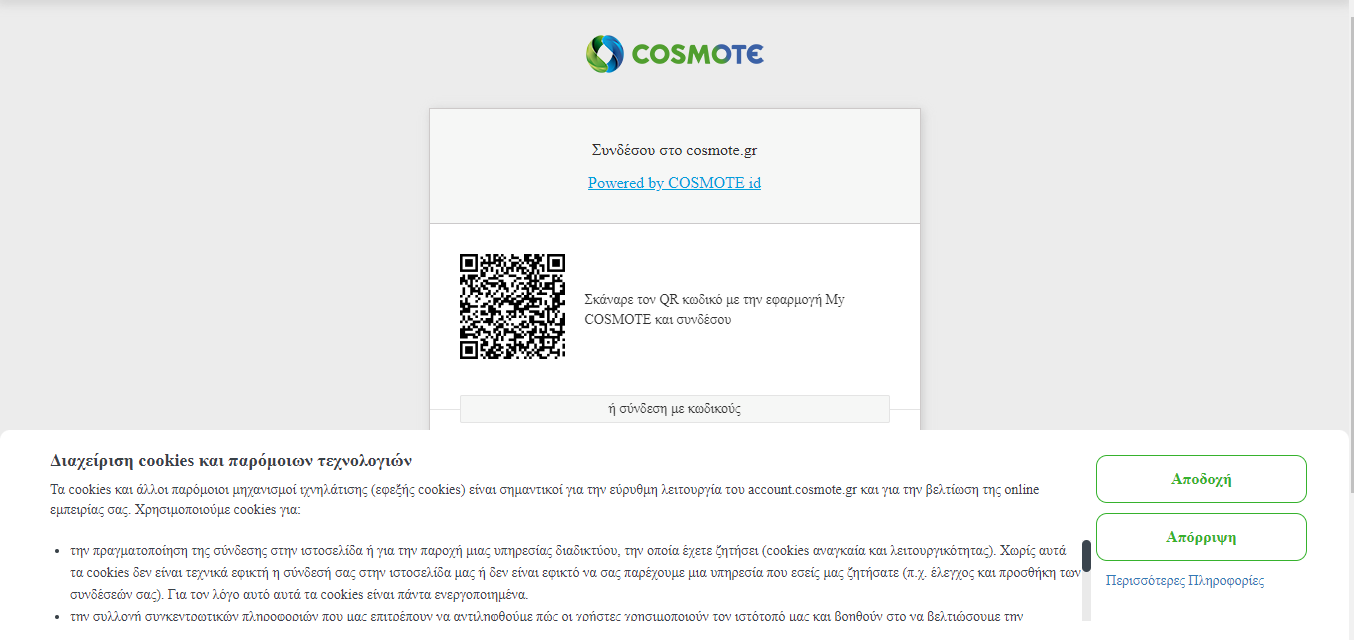 COSMOTE
Συνδέσου στο cosmote.gr
Powered by COSMOTE id
Σκάναρε τον QR κωδικό με την εφαρμογή My
COSMOTE και συνδέσου
ή σύνδεση με κωδικούς
Διαχείριση cookies και παρόμοιων τεχνολογιών
Τα cookies και άλλοι παρόμοιοι μηχανισμοί ιχνηλάτισης (εφεξής cookies) είναι σημαντικοί για την εύρυθμη λειτουργία του account.cosmote.gr και για την βελτίωση της online
εμπειρίας σας. Χρησιμοποιούμε cookies για:
• την πραγματοποίηση της σύνδεσης στην ιστοσελίδα ή για την παροχή μιας υπηρεσίας διαδικτύου, την οποία έχετε ζητήσει (cookies αναγκαία και λειτουργικότητας). Χωρίς αυτά
τα cookies δεν είναι τεχνικά εφικτή η σύνδεσή σας στην ιστοσελίδα μας ή δεν είναι εφικτό να σας παρέχουμε μια υπηρεσία που εσείς μας ζητήσατε (π.χ. έλεγχος και προσθήκη των
συνδέσεών σας). Για τον λόγο αυτό αυτά τα cookies είναι πάντα ενεργοποιημένα.
• την συλλογή συγκεντρωτικών πληροφοριών που μας επιτρέπουν να αντιληφθούμε πώς οι χρήστες χρησιμοποιούν τον ιστότοπό μας και βοηθούν στο να βελτιώσουμε την
Αποδοχή
Απόρριψη
Περισσότερες Πληροφορίες